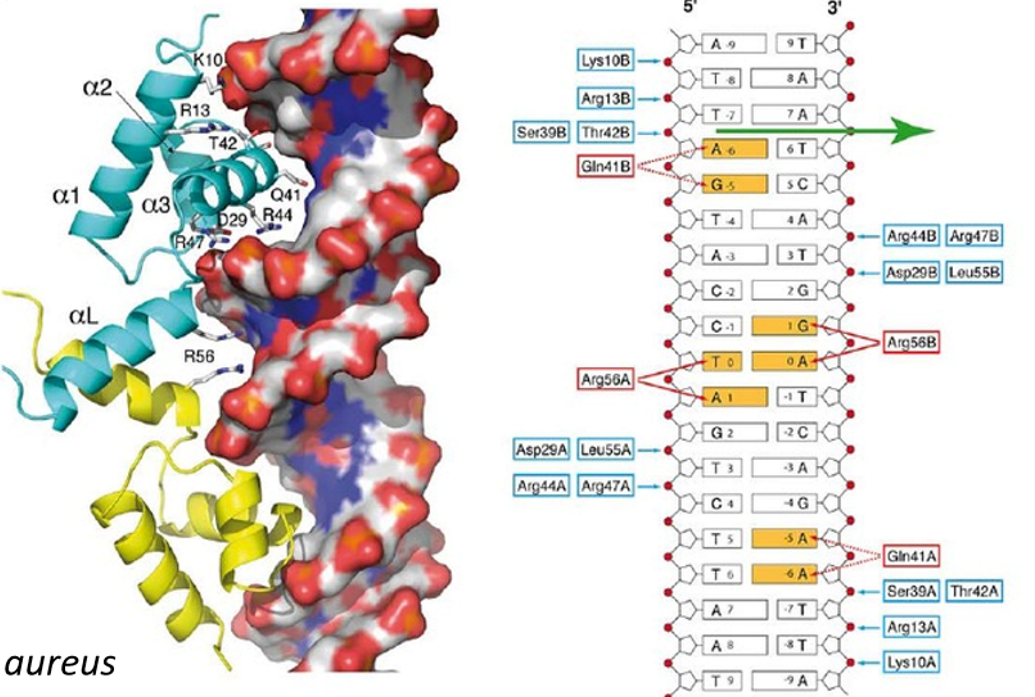 K10
α2
R13
T42
α1
α3
Q41
D29
R44
R47
αL
R56
aureus
5' 3'
A -9 9 T
Lys10B
T -8 8 A
Arg13B
T -7 7 A
Ser39B Thr42B
A -6 6 T
Gln41B
G -5 5 C
T -4 4 A
Arg44B Arg47B
A -3 3 T
Asp29B Leu55B
C -2 2 G
C -1 1 G
Arg56B
T 0 0 A
Arg56A
A 1 -1 T
G 2 -2 C
Asp29A Leu55A
T 3 -3 A
Arg44A Arg47A
C 4 -4 G
T 5 -5 A
Gln41A
T 6 -6 A
Ser39A Thr42A
A 7 -7 T
Arg13A
A 8 -8 T
Lys10A
T 9 -9 A